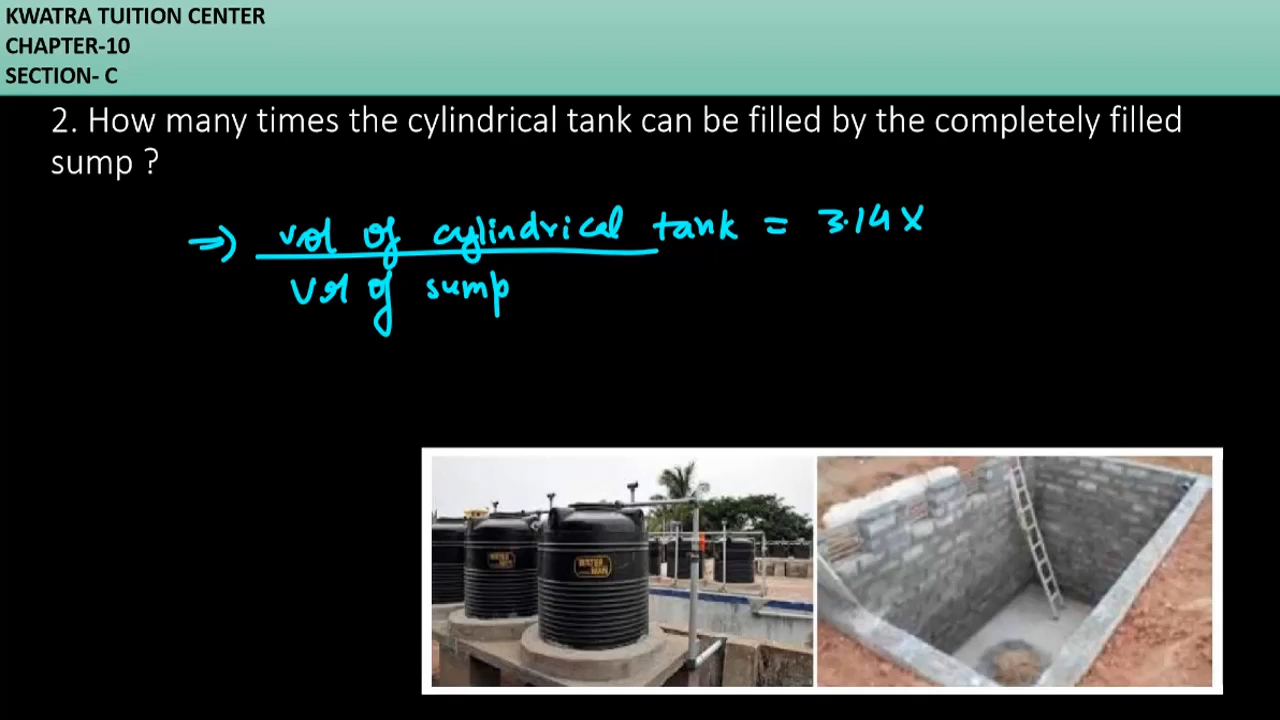 KWATRA TUITION CENTER
CHAPTER-10
SECTION- C
2. How many times the cylindrical tank can be filled by the completely filled
sump ?
⇒ vol of cylindrical tank = 3.14 X
Vol of sump
WATER